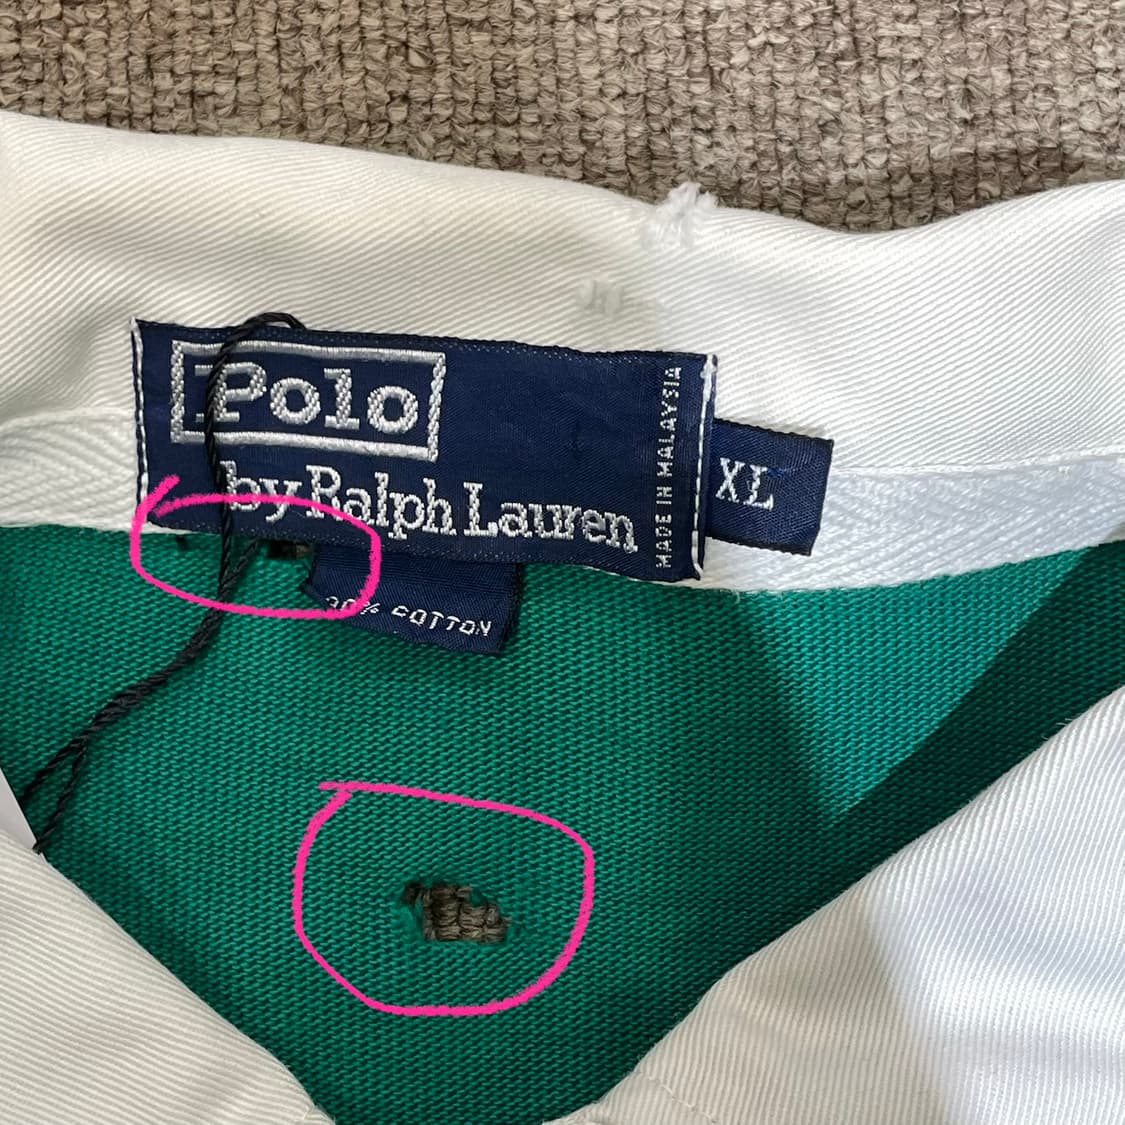 Polo
by Ralph Lauren
MADE IN MALAYSIA
XL
COTTON